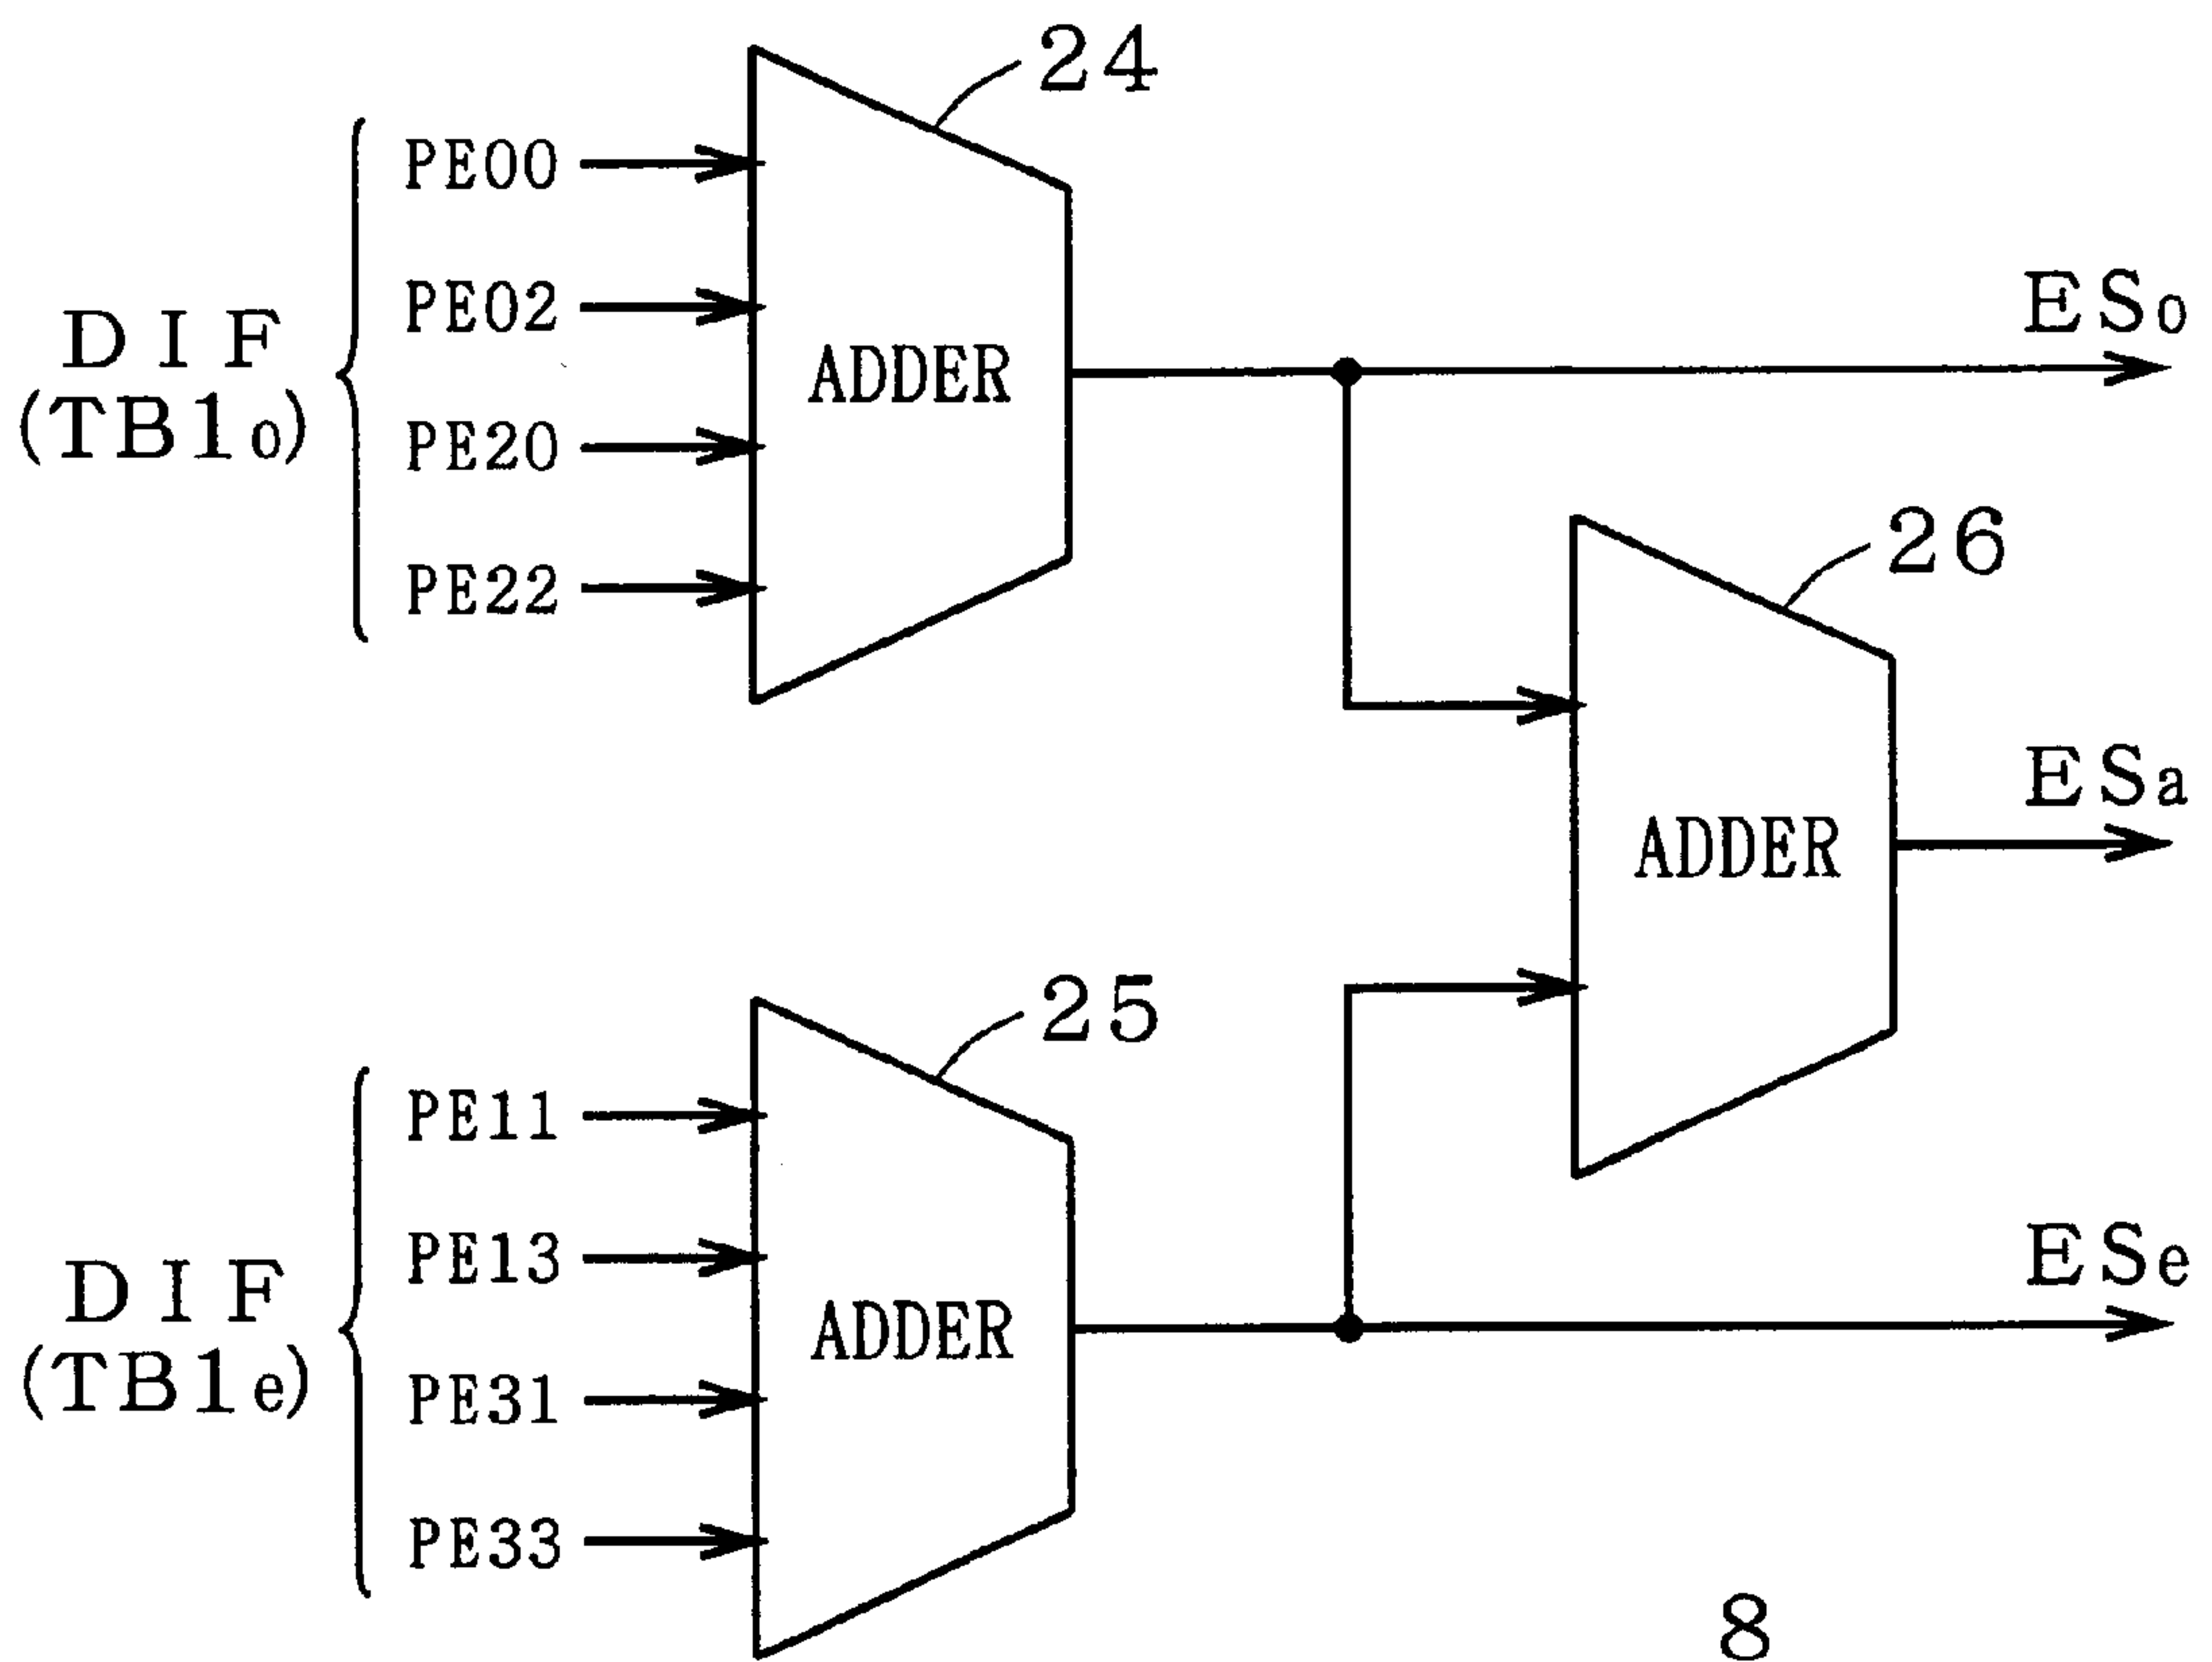 24
PE00
PE02
DIF
(TB1o)
PE20
PE22
ADDER
ESo
26
ADDER
ESa
25
PE11
PE13
DIF
(TB1e)
PE31
PE33
ADDER
ESe
8